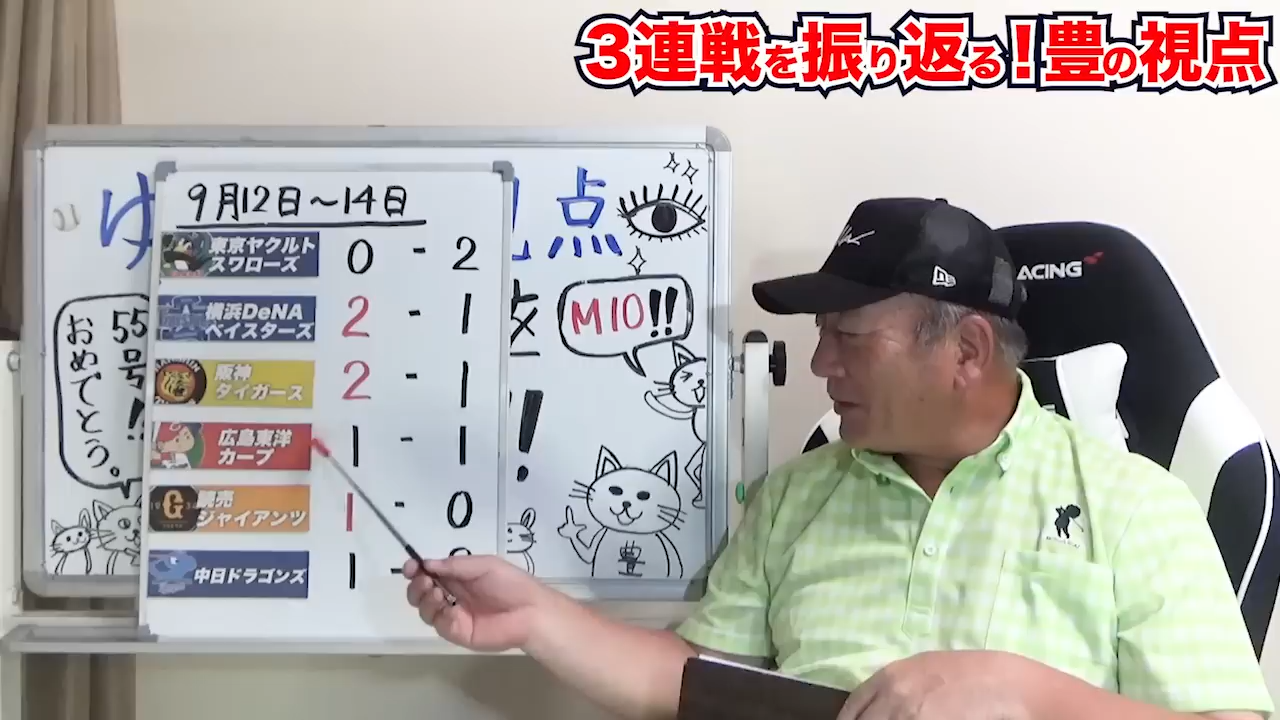 3連戦を振り返る!豊の視点
9月12日~14日
東京ヤクルト
スワローズ
0 - 2
横浜DeNA
ベイスターズ
2 - 1
阪神
タイガース
2 - 1
広島東洋
カープ
1 - 1
読売
ジャイアンツ
1 - 0
中日ドラゴンズ
1 -
ゆ
視点
M10!!
55
号!!
おめでとう。
!!
豊
ACING